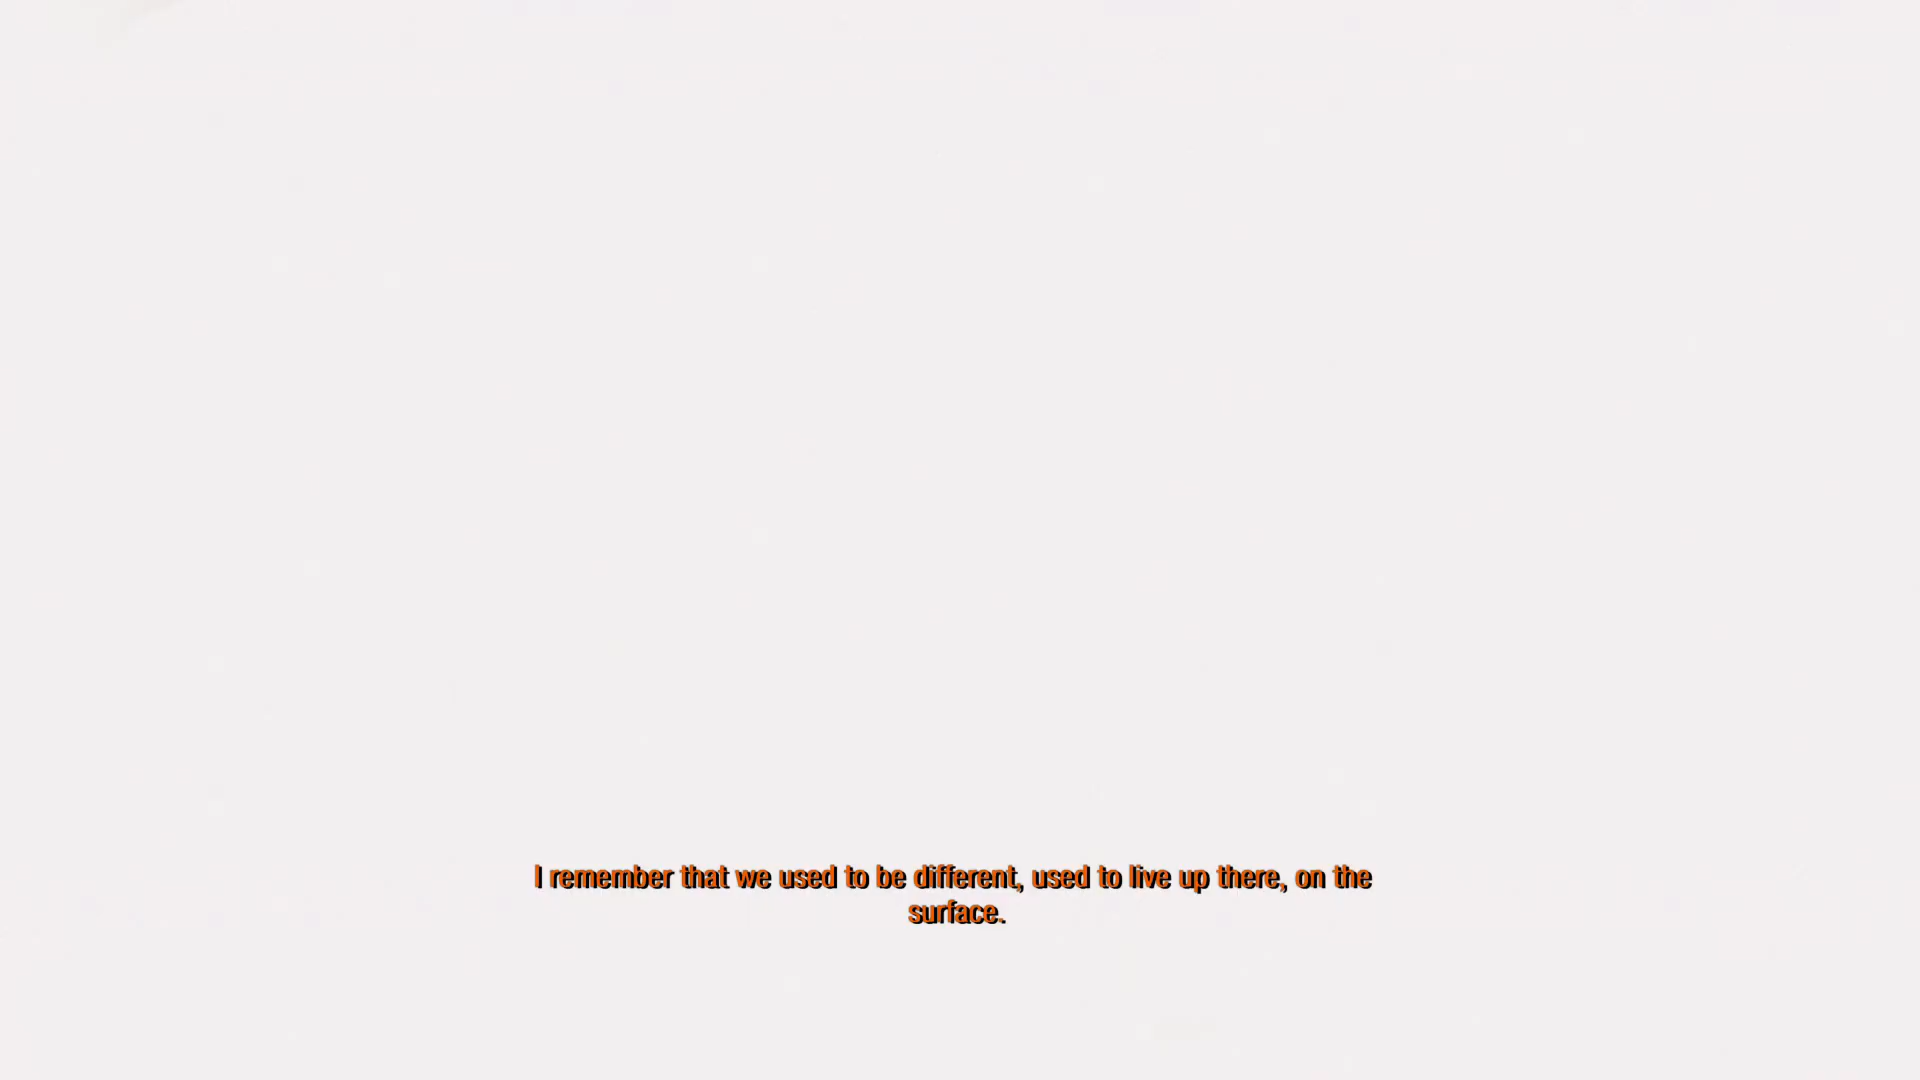 I remember that we used to be different, used to live up there, on the
surface.